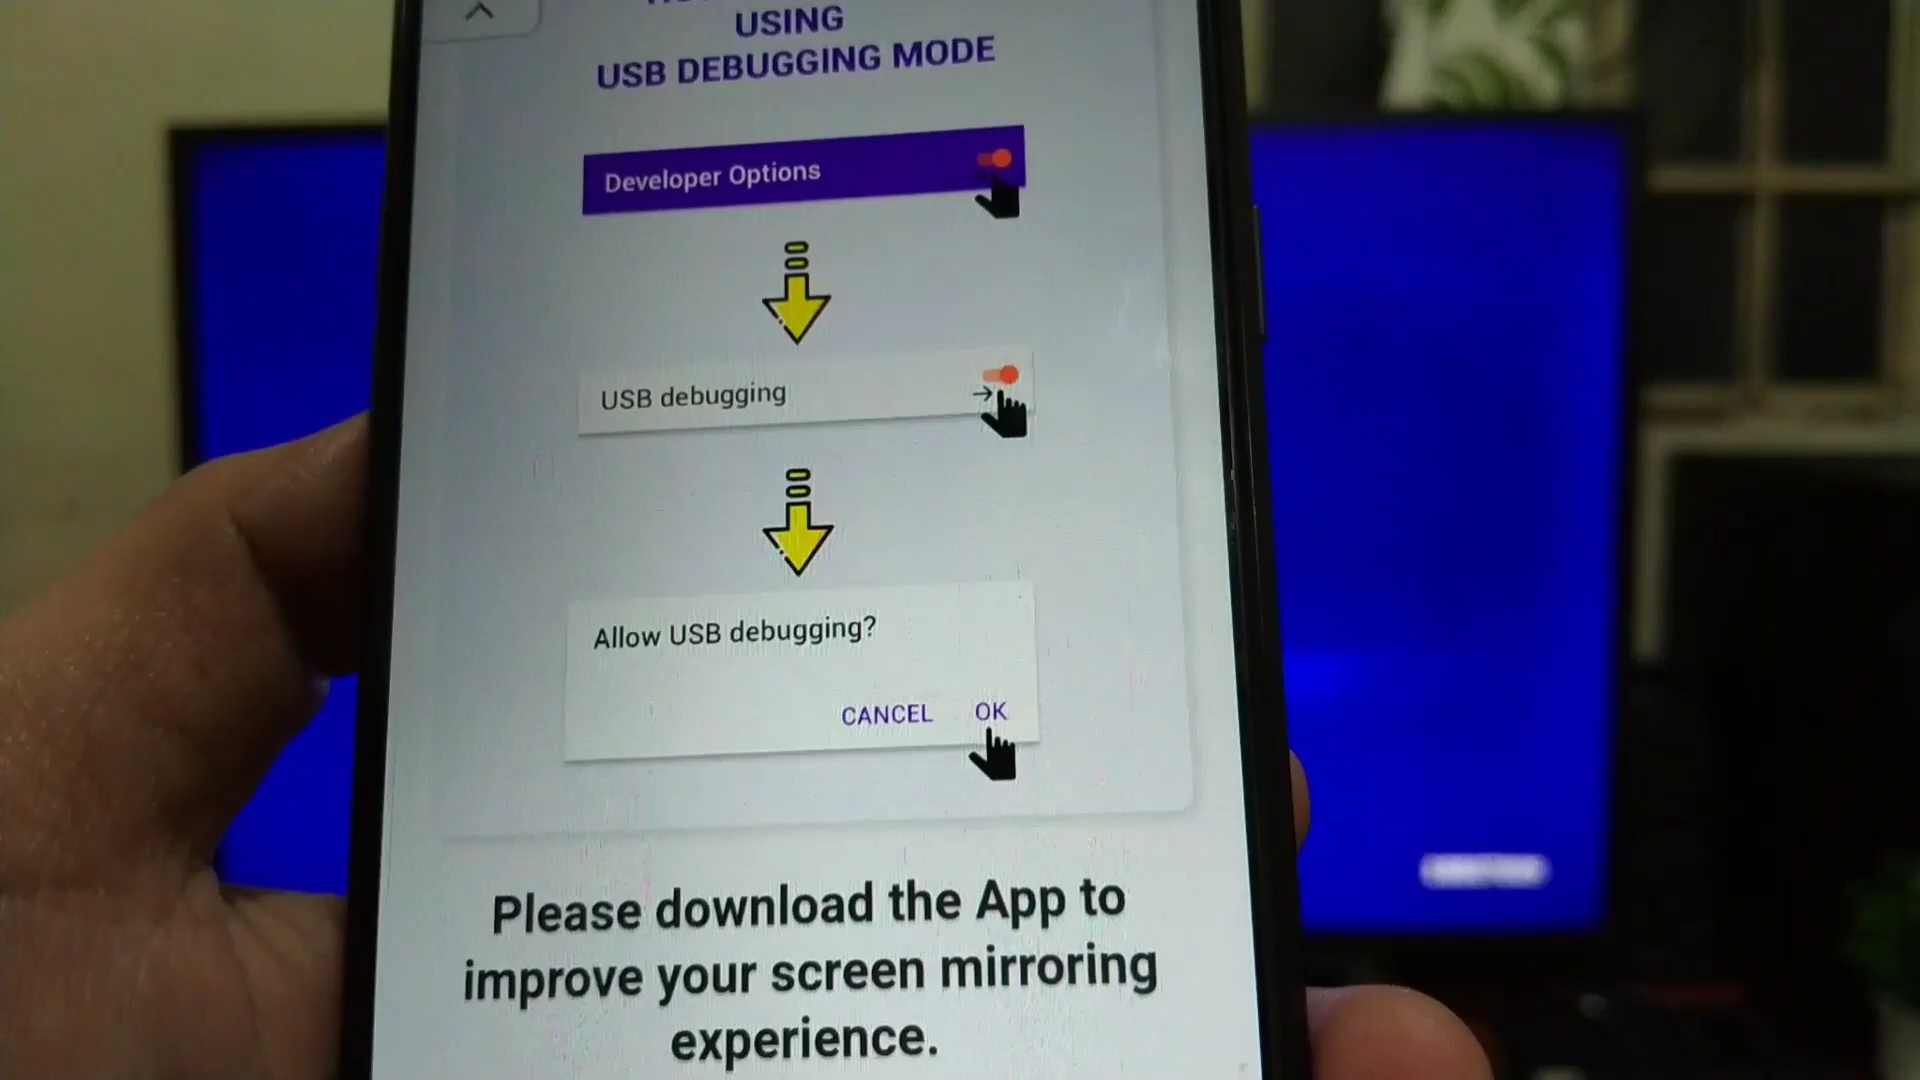 USING
USB DEBUGGING MODE
Developer Options
USB debugging
Allow USB debugging?
CANCEL OK
Please download the App to
improve your screen mirroring
experience.